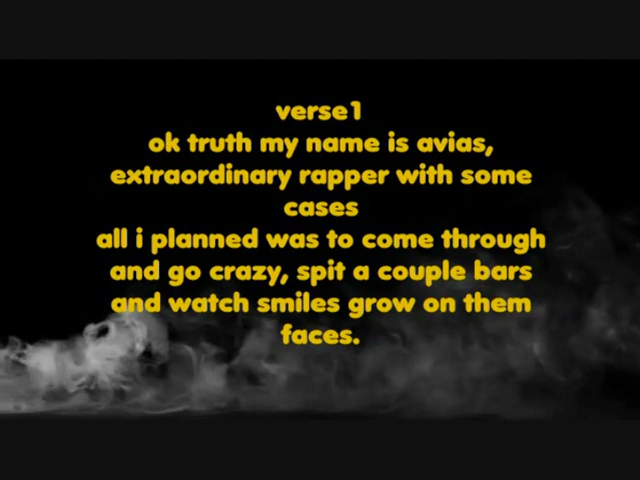 verse1
ok truth my name is avias,
extraordinary rapper with some
cases
all i planned was to come through
and go crazy, spit a couple bars
and watch smiles grow on them
faces.